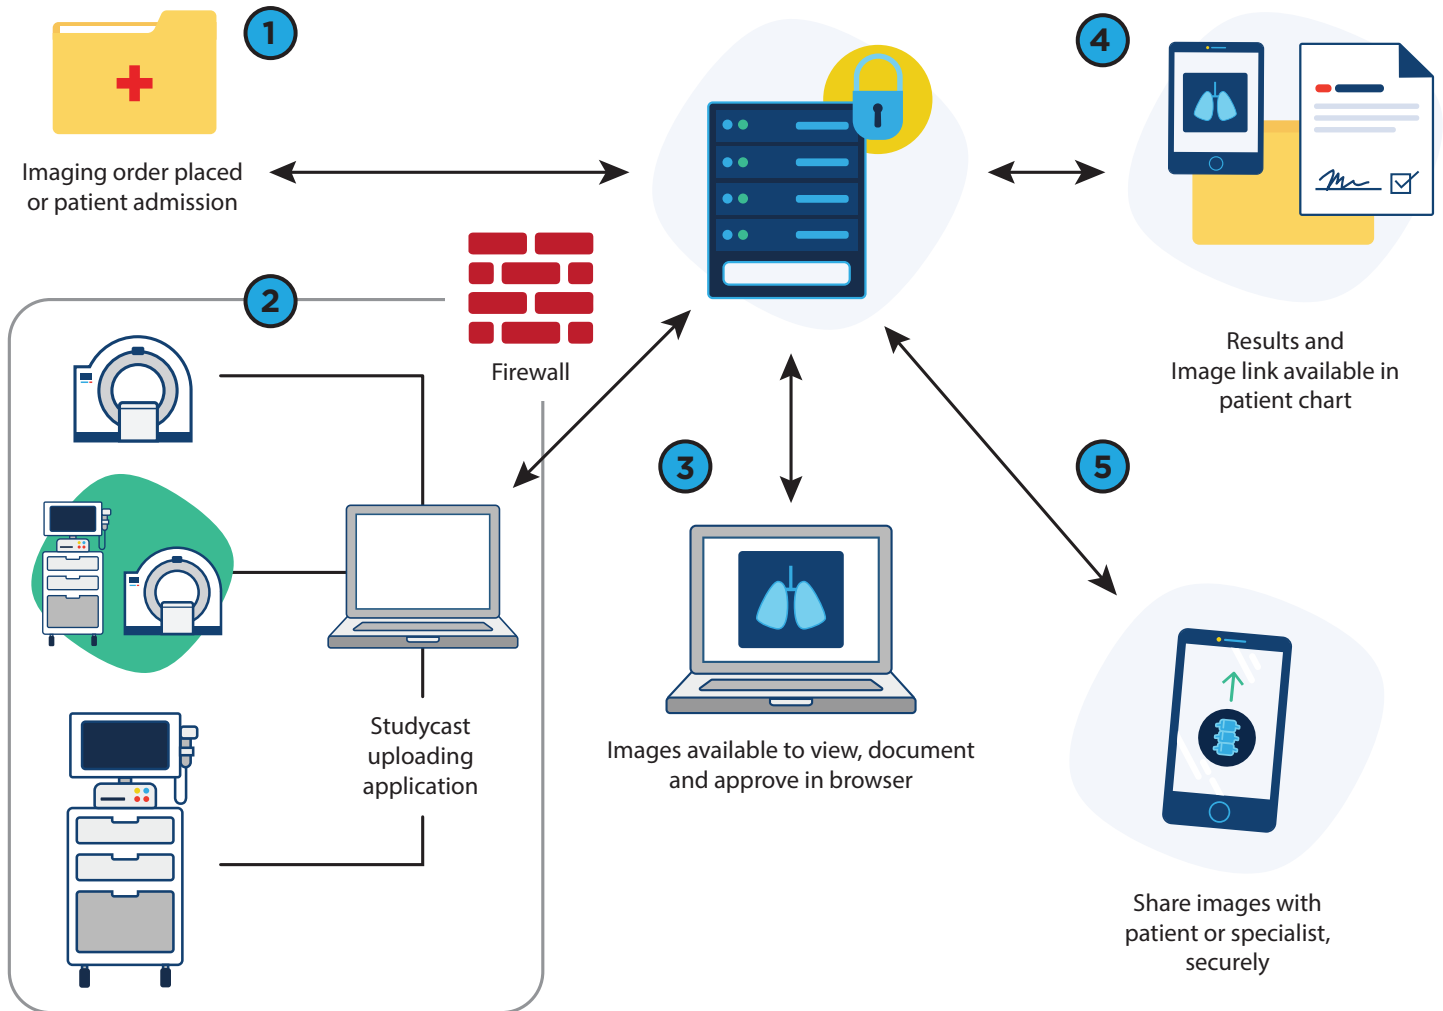 1
Imaging order placed
or patient admission
2
Firewall
Studycast
uploading
application
3
Images available to view, document
and approve in browser
4
Results and
Image link available in
patient chart
5
Share images with
patient or specialist,
securely